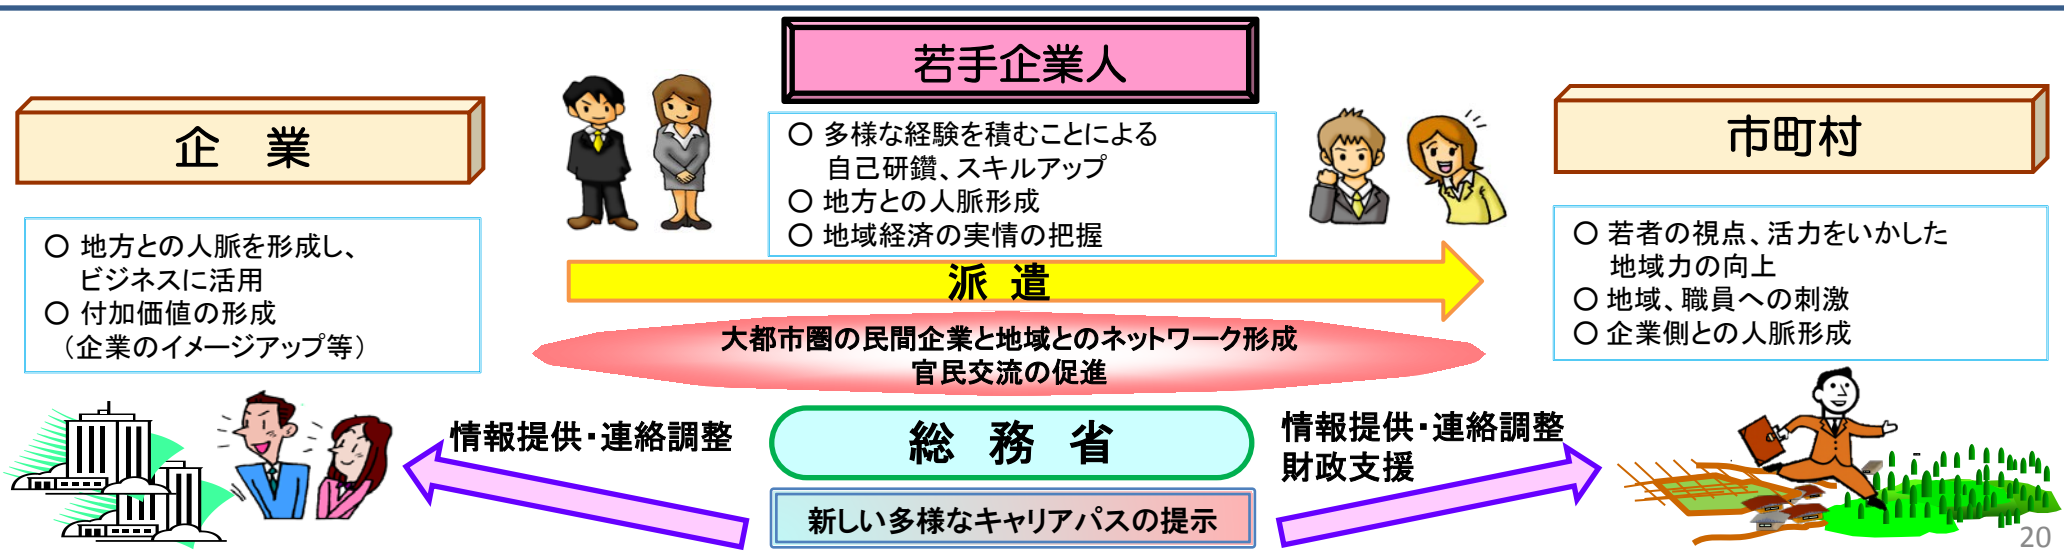 若手企業人
企 業
市町村
○ 多様な経験を積むことによる
自己研鑽、スキルアップ
○ 地方との人脈形成
○ 地域経済の実情の把握
○ 地方との人脈を形成し、
ビジネスに活用
○ 付加価値の形成
（企業のイメージアップ等）
○ 若者の視点、活力をいかした
地域力の向上
○ 地域、職員への刺激
○ 企業側との人脈形成
派 遣
大都市圏の民間企業と地域とのネットワーク形成
官民交流の促進
情報提供・連絡調整
総 務 省
情報提供・連絡調整
財政支援
新しい多様なキャリアパスの提示
20